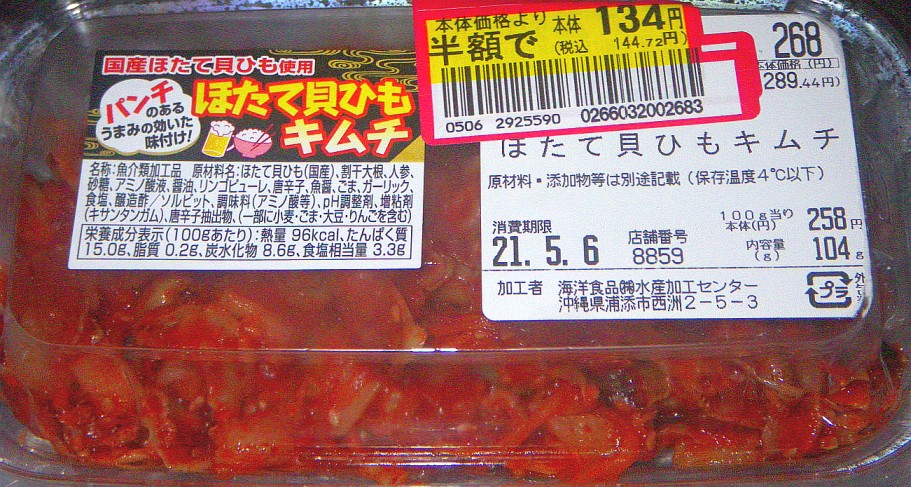 国産ほたて貝ひも使用
パンチのある
うまみの効いた
味付け!
ほたて貝ひも
キムチ
名称:魚介類加工品 原材料名:ほたて貝ひも(国産)、割干大根、人参、
砂糖、アミノ酸液、醤油、リンゴピューレ、唐辛子、魚醤、ごま、ガーリック、
食塩、醸造酢/ソルビット、調味料(アミノ酸等)、pH調整剤、増粘剤
(キサンタンガム)、唐辛子抽出物、(一部に小麦・ごま・大豆・りんごを含む)
栄養成分表示(100gあたり):熱量 96kcal、たんぱく質
15.0g、脂質 0.2g、炭水化物 8.6g、食塩相当量 3.3g
本体価格より
半額で
本体 134円
(税込 144.72円)
0506 2925590 0266032002683
268
本体価格(円)
289.44円)
ほたて貝ひもキムチ
原材料・添加物等は別途記載(保存温度4℃以下)
消費期限
21.5.6
店舗番号
8859
100g当り
本体(円) 258円
内容量
(g) 104g
加工者 海洋食品㈱水産加工センター
沖縄県浦添市西洲2-5-3
プラ